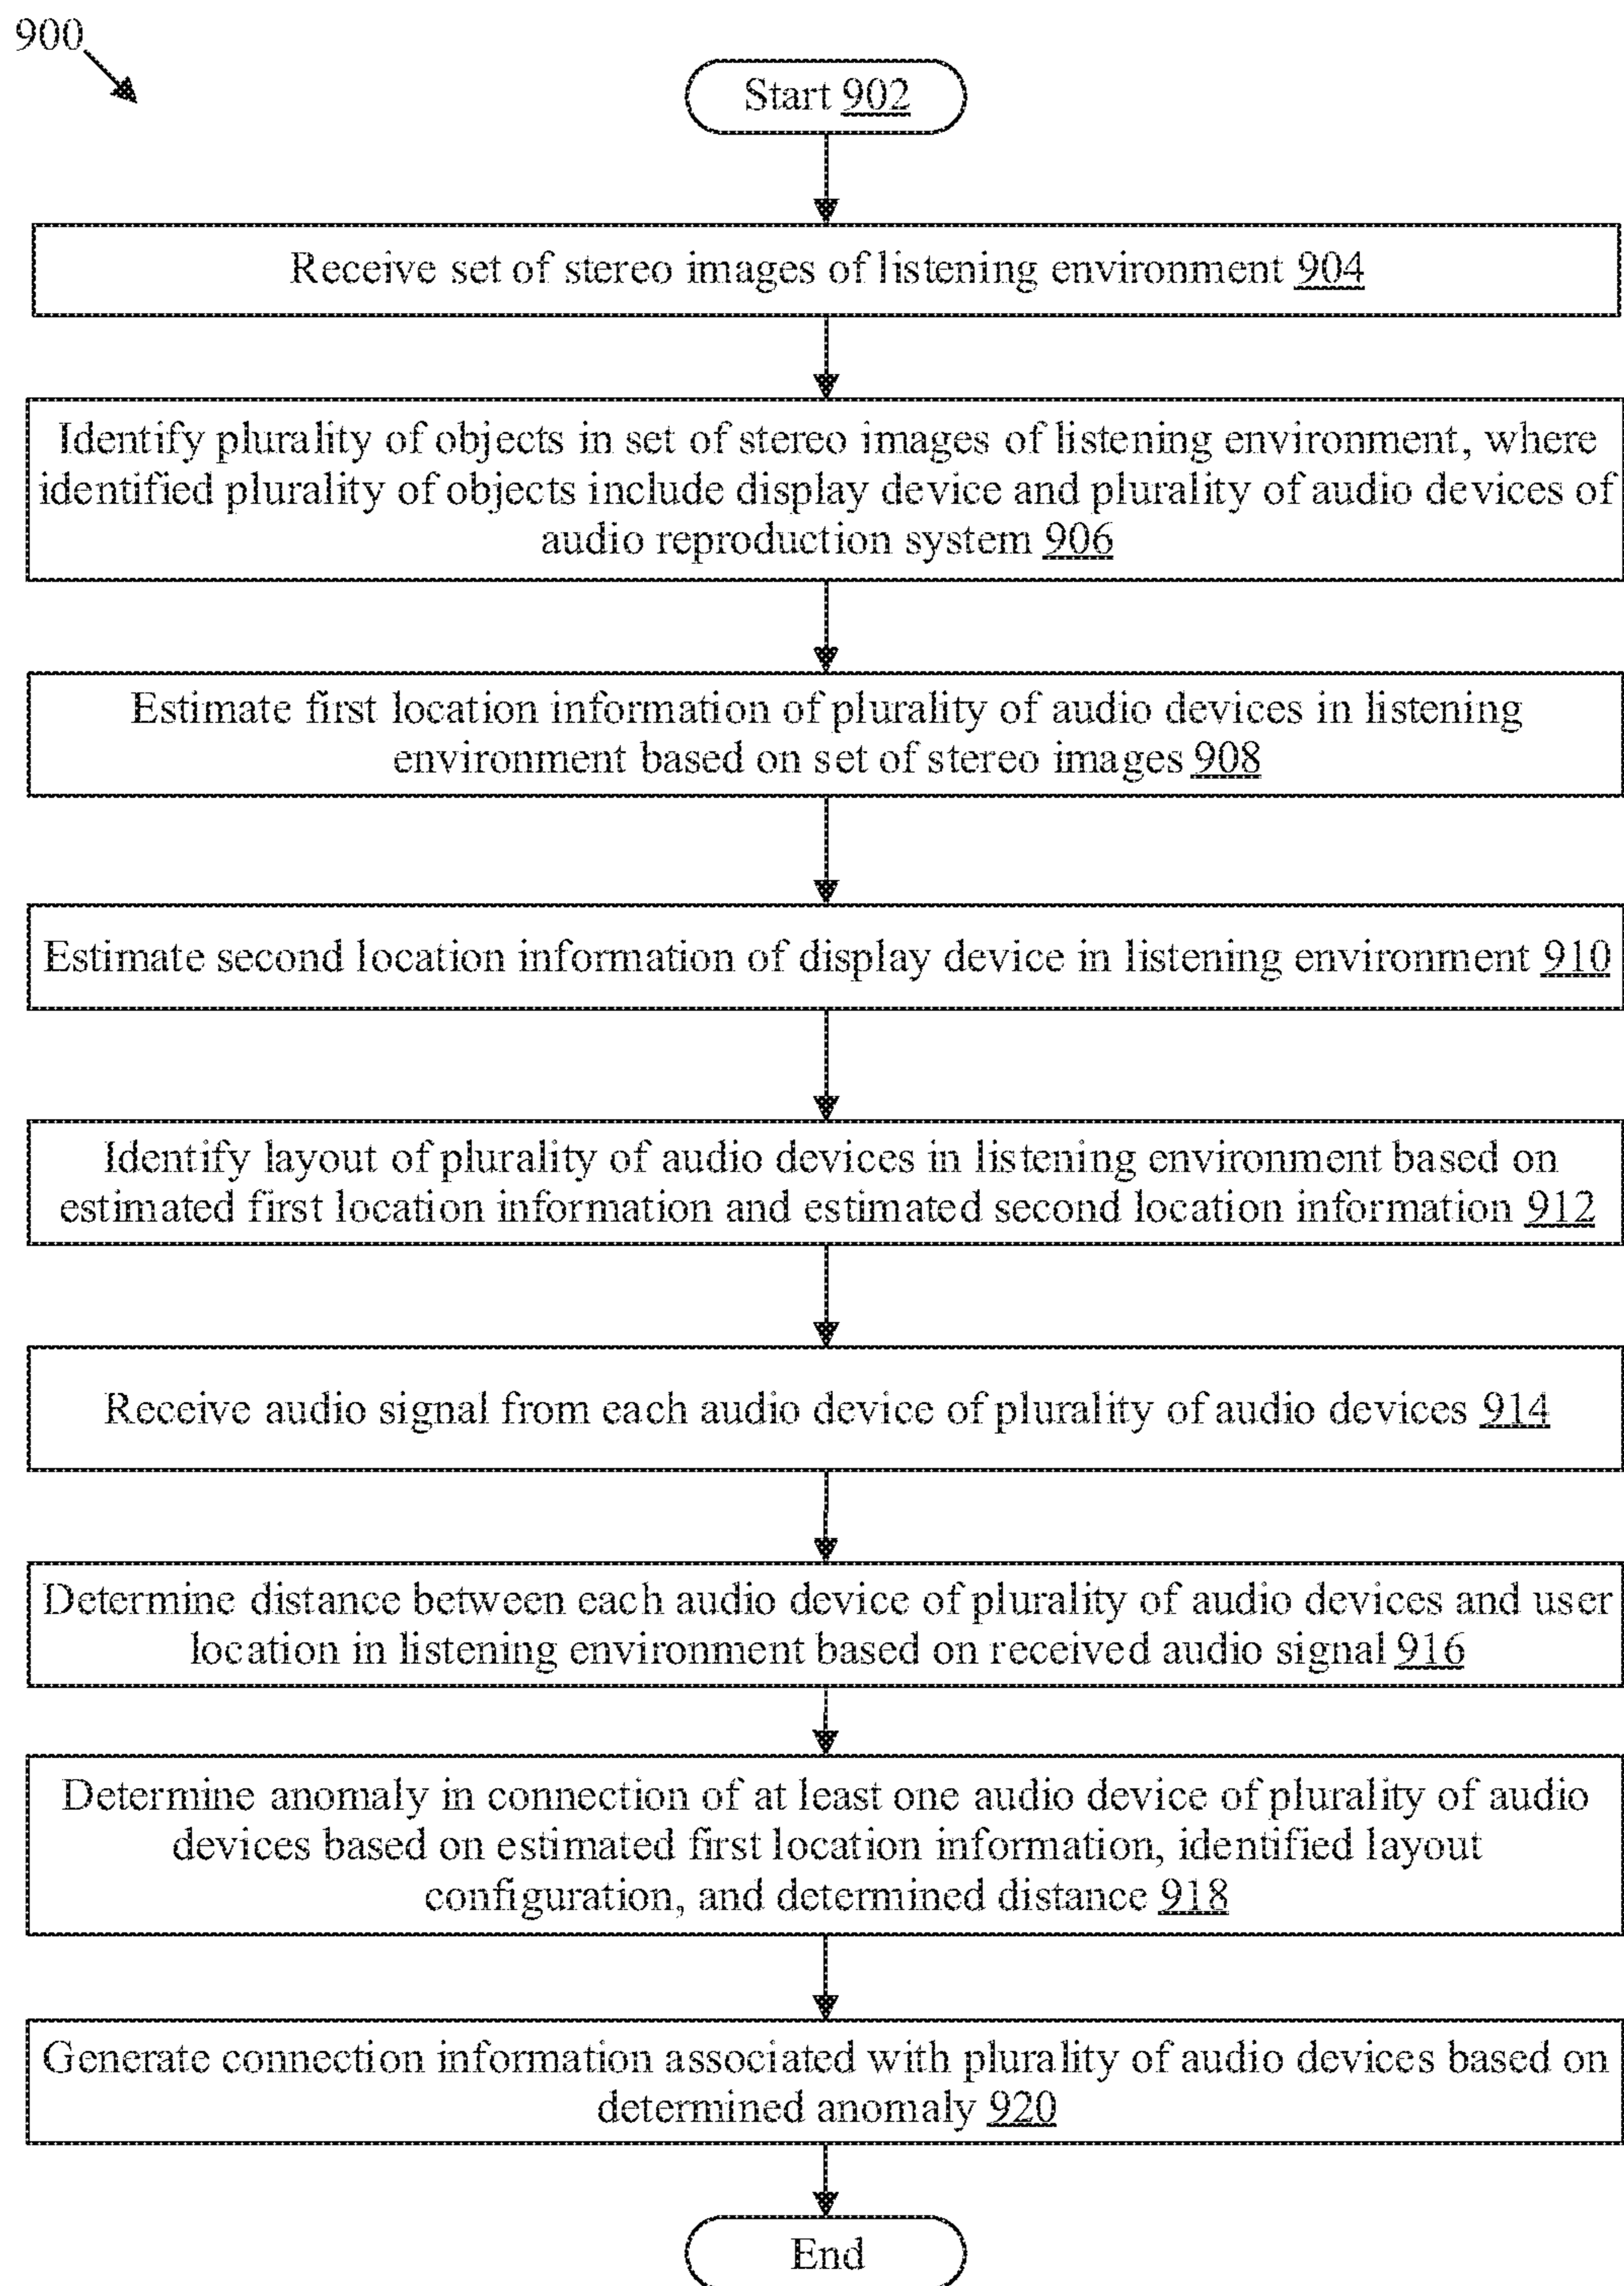 900
Start 902
Receive set of stereo images of listening environment 904
Identify plurality of objects in set of stereo images of listening environment, where
identified plurality of objects include display device and plurality of audio devices of
audio reproduction system 906
Estimate first location information of plurality of audio devices in listening
environment based on set of stereo images 908
Estimate second location information of display device in listening environment 910
Identify layout of plurality of audio devices in listening environment based on
estimated first location information and estimated second location information 912
Receive audio signal from each audio device of plurality of audio devices 914
Determine distance between each audio device of plurality of audio devices and user
location in listening environment based on received audio signal 916
Determine anomaly in connection of at least one audio device of plurality of audio
devices based on estimated first location information, identified layout
configuration, and determined distance 918
Generate connection information associated with plurality of audio devices based on
determined anomaly 920
End